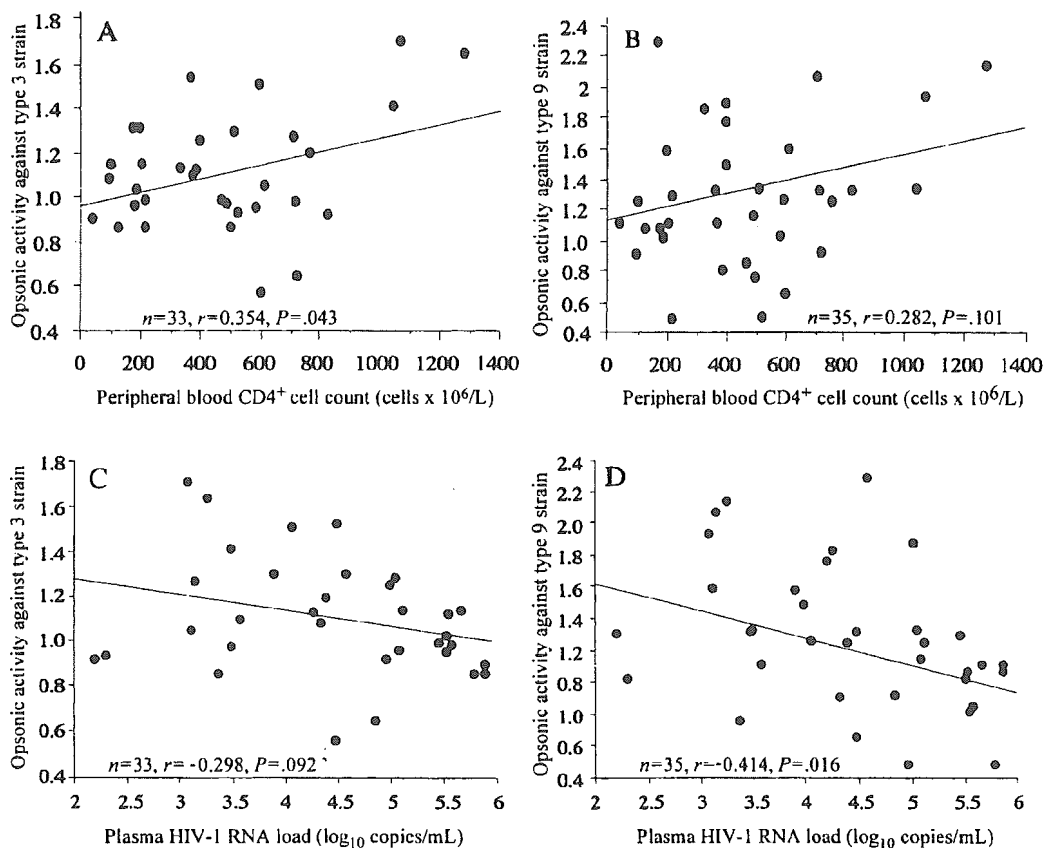 A
Opsonic activity against type 3 strain
1.8
1.6
1.4
1.2
1.0
0.8
0.6
0.4
n=33, r=0.354, P=.043
0 200 400 600 800 1000 1200 1400
Peripheral blood CD4+ cell count (cells x 10^6/L)
B
Opsonic activity against type 9 strain
2.4
2.2
2
1.8
1.6
1.4
1.2
1.0
0.8
0.6
0.4
n=35, r=0.282, P=.101
0 200 400 600 800 1000 1200 1400
Peripheral blood CD4+ cell count (cells x 10^6/L)
C
Opsonic activity against type 3 strain
1.8
1.6
1.4
1.2
1.0
0.8
0.6
0.4
n=33, r= -0.298, P=.092
2 2.5 3 3.5 4 4.5 5 5.5 6
Plasma HIV-1 RNA load (log10 copies/mL)
D
Opsonic activity against type 9 strain
2.4
2.2
2.0
1.8
1.6
1.4
1.2
0.8
1.0
0.6
0.4
n=35, r=-0.414, P=.016
2 2.5 3 3.5 4 4.5 5 5.5 6
Plasma HIV-1 RNA load (log10 copies/mL)